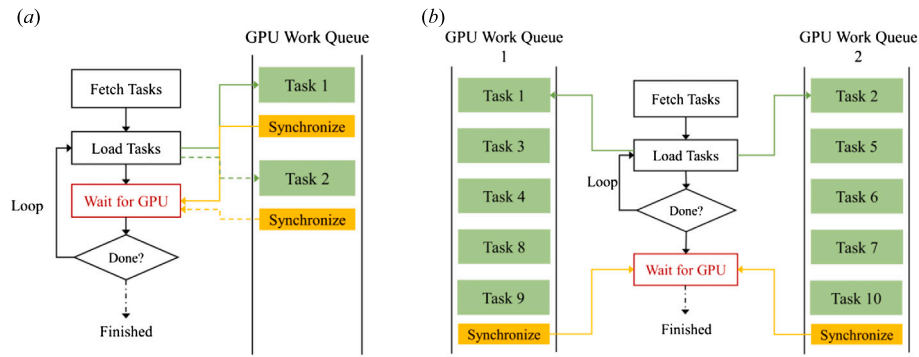 (a)
GPU Work Queue
Fetch Tasks
Task 1
Synchronize
Load Tasks
Task 2
Wait for GPU
Loop
Synchronize
Done?
Finished
(b)
GPU Work Queue
1
GPU Work Queue
2
Task 1
Fetch Tasks
Task 2
Task 3
Load Tasks
Task 5
Loop
Task 4
Done?
Task 6
Task 8
Wait for GPU
Task 7
Task 9
Task 10
Synchronize
Finished
Synchronize